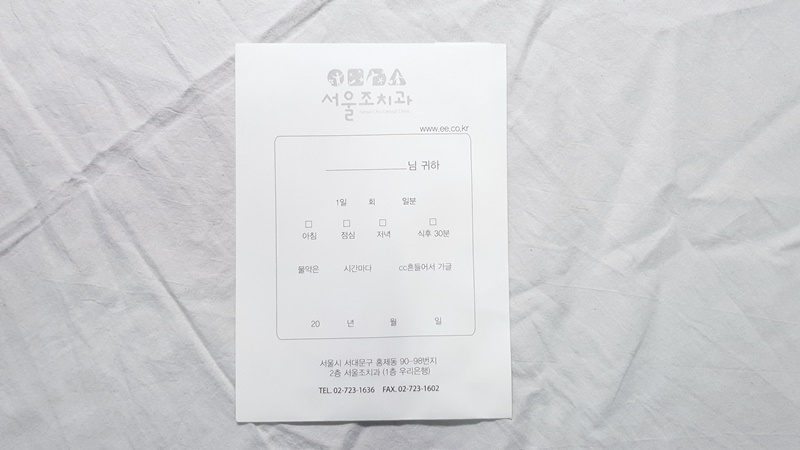 서울조치과
www.ee.co.kr
님 귀하
1일 회 일분
□ □ □ □
아침 점심 저녁 식후 30분
물약은 시간마다 cc흔들어서 가글
20 년 월 일
서울시 서대문구 홍제동 90-98번지
2층 서울조치과 (1층 우리은행)
TEL. 02-723-1636 FAX. 02-723-1602